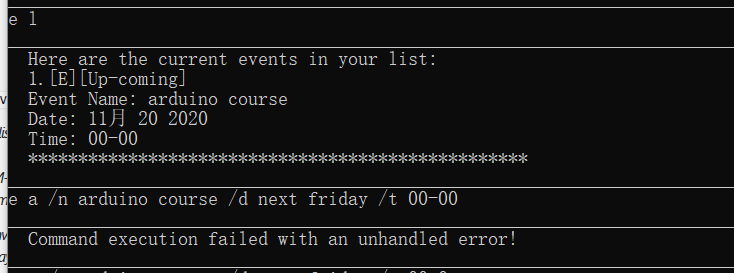 e l
Here are the current events in your list:
1.[E][Up-coming]
Event Name: arduino course
Date: 11月 20 2020
Time: 00-00
**************************************************
e a /n arduino course /d next friday /t 00-00
Command execution failed with an unhandled error!